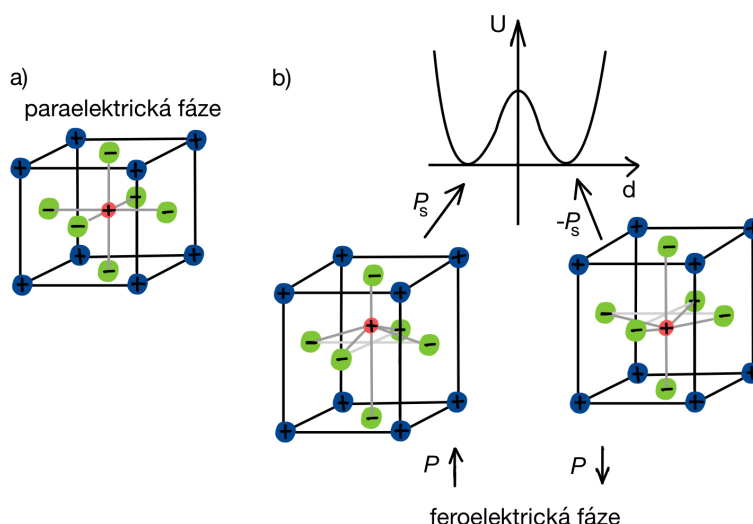 a)
paraelektrická fáze
b)
U
d
Ps
-Ps
P
P
feroelektrická fáze